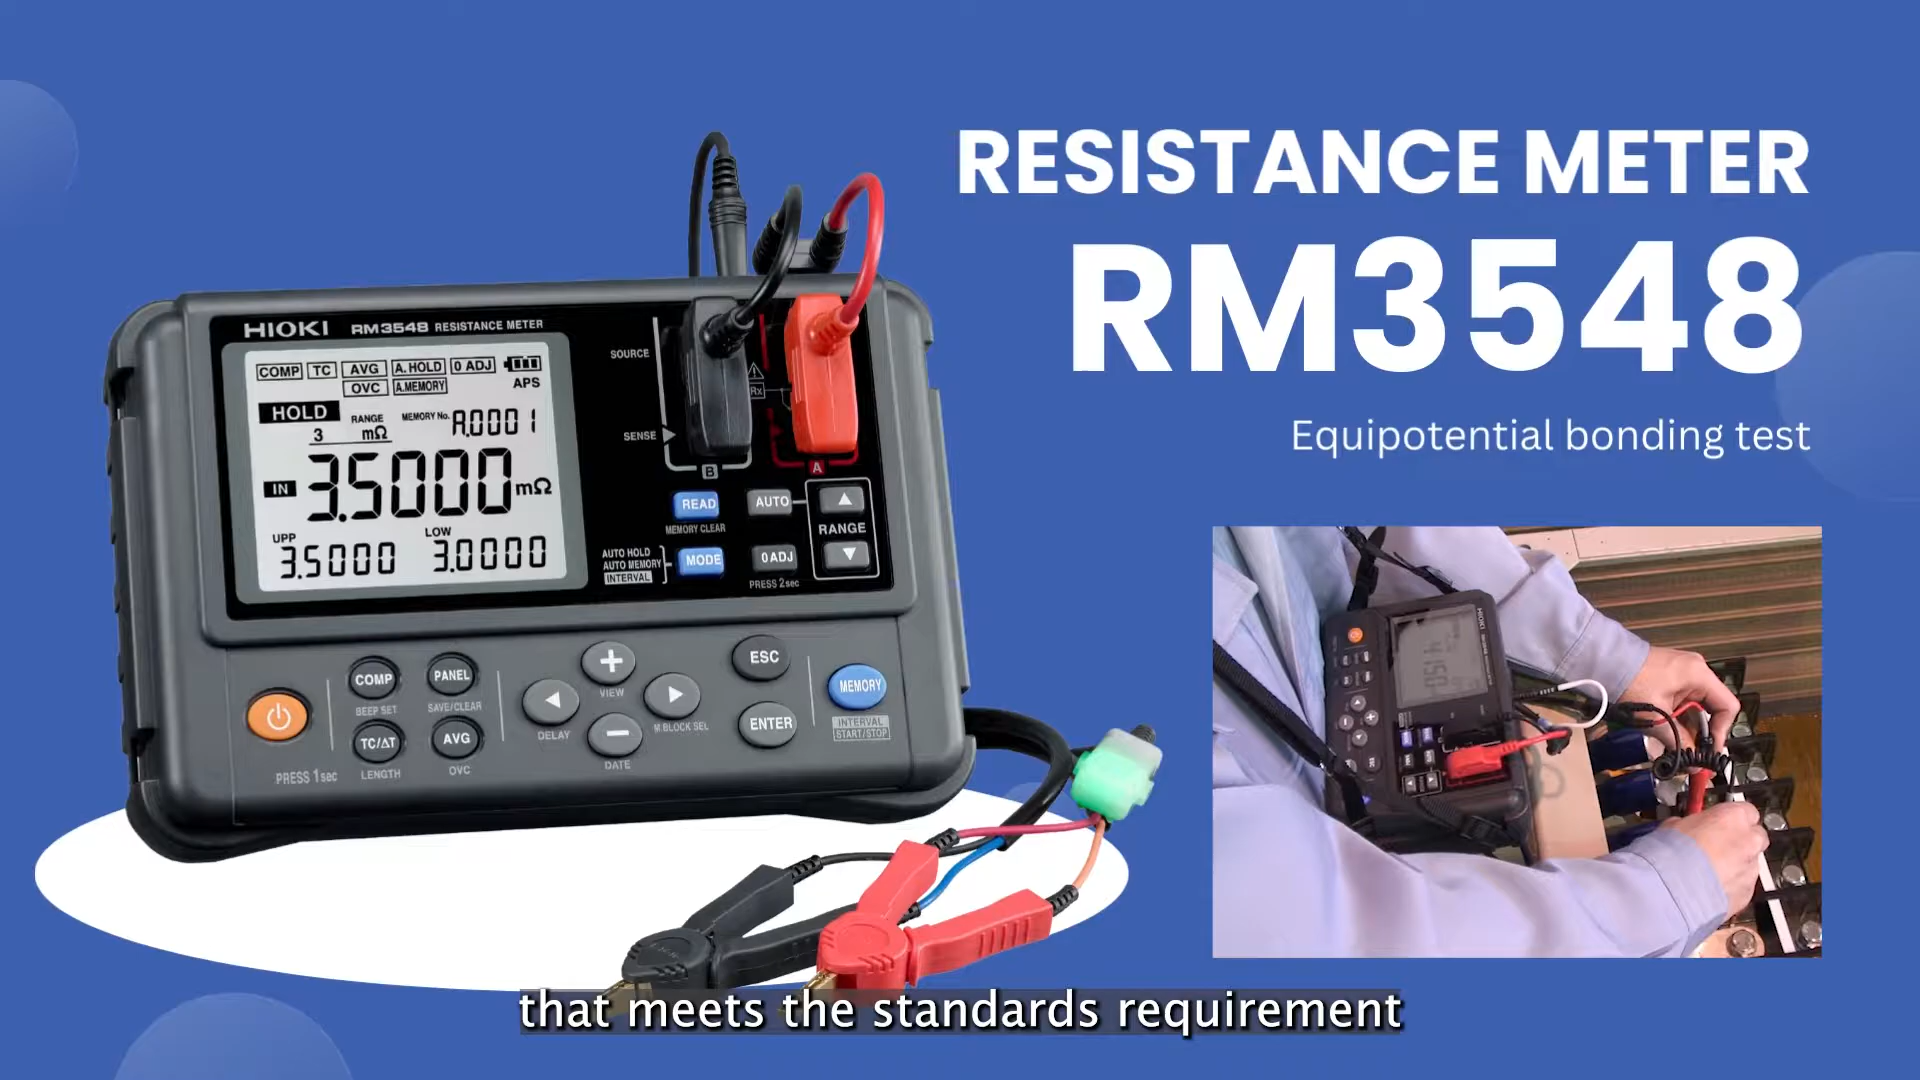 RESISTANCE METER
RM3548
Equipotential bonding test
HIOKI RM3548 RESISTANCE METER
COMP TC AVG A.HOLD 0 ADJ
OVC A.MEMORY APS
HOLD RANGE MEMORY No. A.0001
3 mΩ
IN 3.5000 mΩ
UPP LOW
3.5000 3.0000
SOURCE
SENSE
B A
READ AUTO
MEMORY CLEAR
RANGE
AUTO HOLD
AUTO MEMORY
INTERVAL
MODE 0 ADJ
PRESS 2sec
COMP PANEL
BEEP SET SAVE/CLEAR
TC/ΔT AVG
LENGTH OVC
PRESS 1sec
VIEW
DELAY M.BLOCK SEL
DATE
ESC
ENTER
MEMORY
INTERVAL
START/STOP
HIOKI
that meets the standards requirement